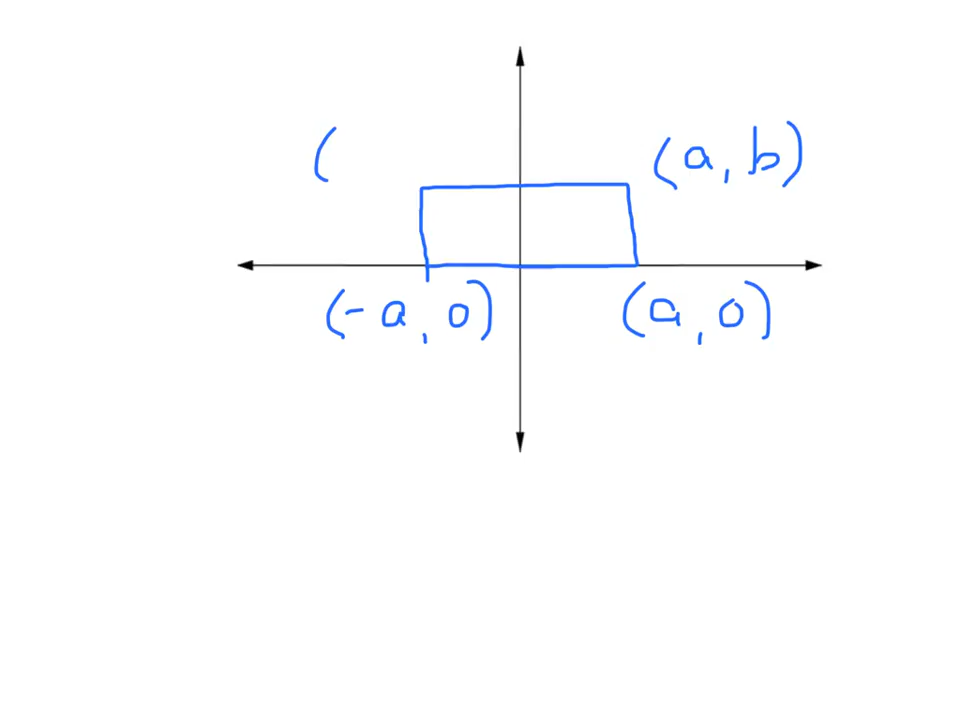 ( (a, b)
(-a, 0) (a, 0)